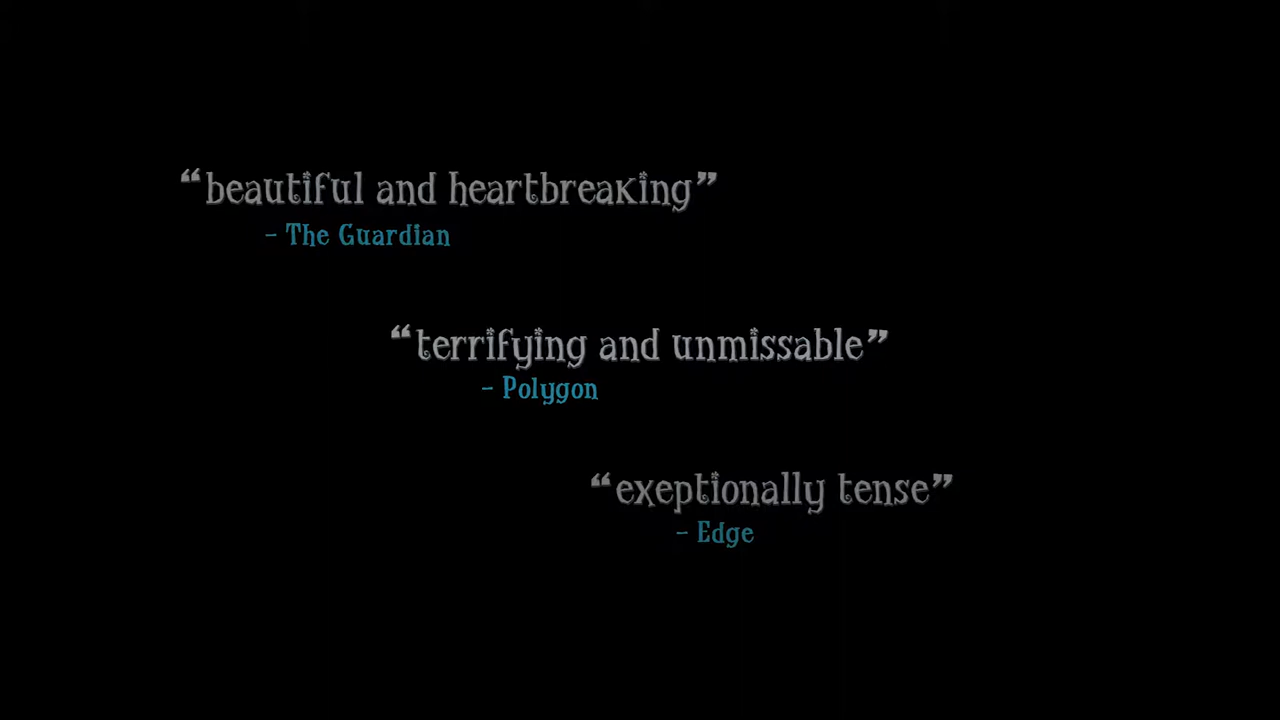 “beautiful and heartbreaking”
- The Guardian
“terrifying and unmissable”
- Polygon
“exeptionally tense”
- Edge